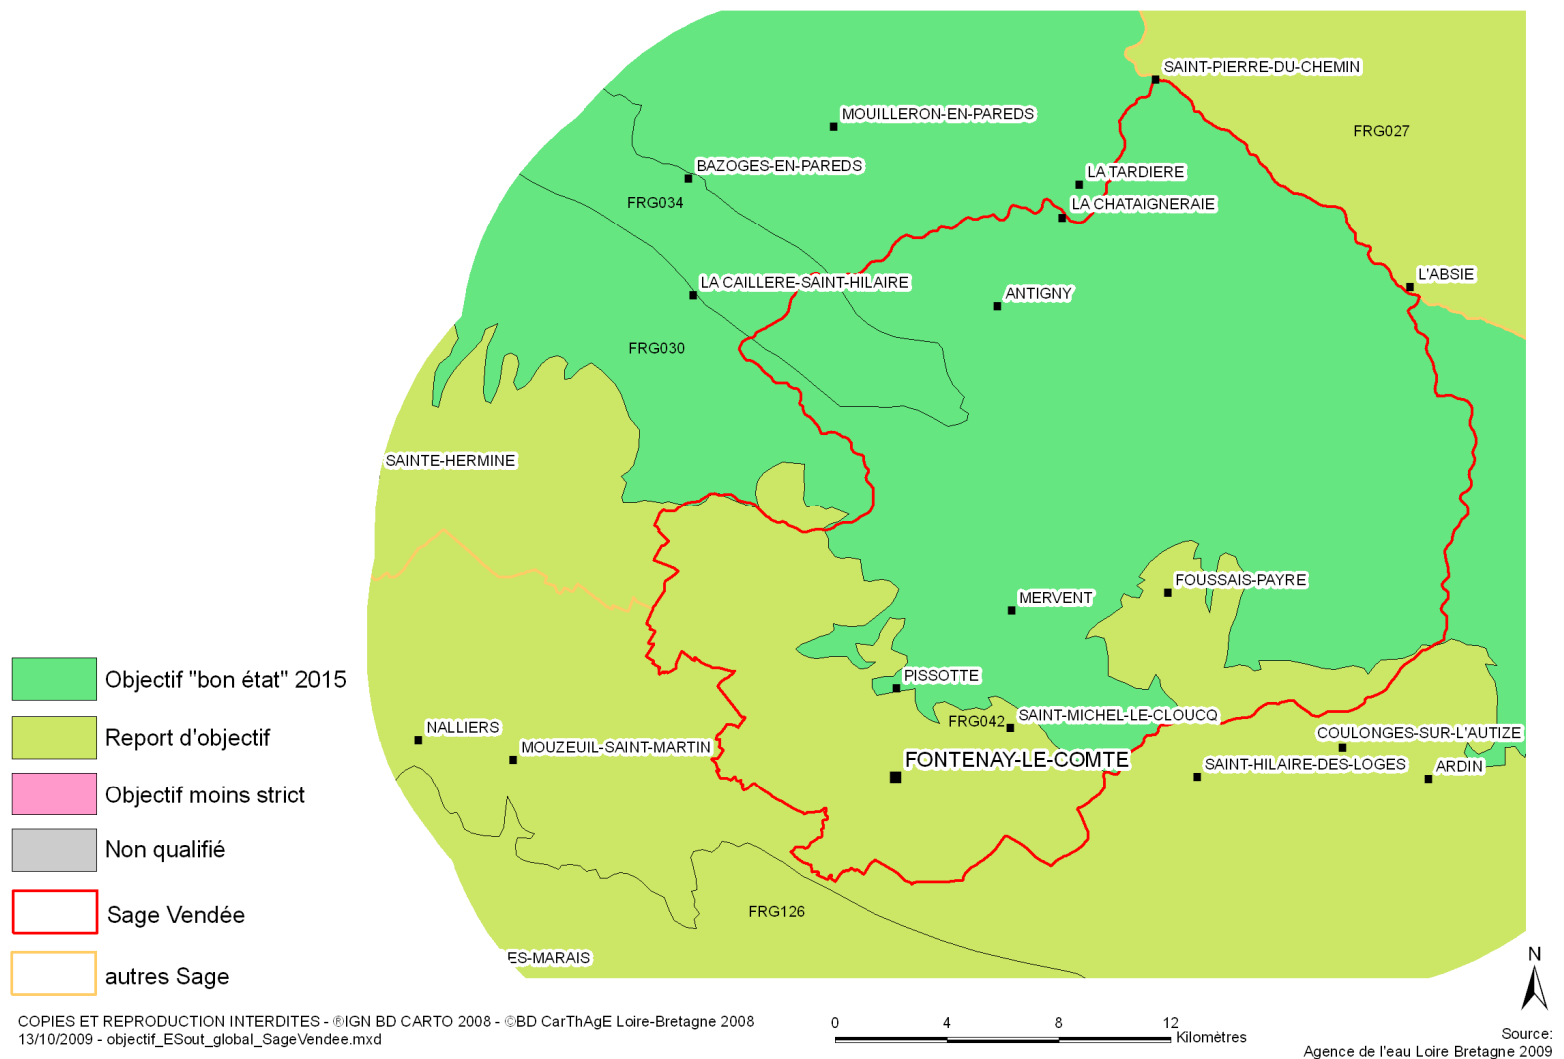 SAINT-PIERRE-DU-CHEMIN
MOUILLERON-EN-PAREDS
FRG027
BAZOGES-EN-PAREDS
LA TARDIERE
FRG034
LA CHATAIGNERAIE
L'ABSIE
LA CAILLERE-SAINT-HILAIRE
ANTIGNY
FRG030
SAINTE-HERMINE
FOUSSAIS-PAYRE
MERVENT
PISSOTTE
FRG042
SAINT-MICHEL-LE-CLOUCQ
NALLIERS
MOUZEUIL-SAINT-MARTIN
COULONGES-SUR-L'AUTIZE
FONTENAY-LE-COMTE
SAINT-HILAIRE-DES-LOGES
ARDIN
FRG126
ES-MARAIS
Objectif "bon état" 2015
Report d'objectif
Objectif moins strict
Non qualifié
Sage Vendée
autres Sage
N
COPIES ET REPRODUCTION INTERDITES - ®IGN BD CARTO 2008 - ©BD CarThAgE Loire-Bretagne 2008
13/10/2009 - objectif_ESout_global_SageVendee.mxd
0 4 8 12
Kilomètres
Source:
Agence de l'eau Loire Bretagne 2009